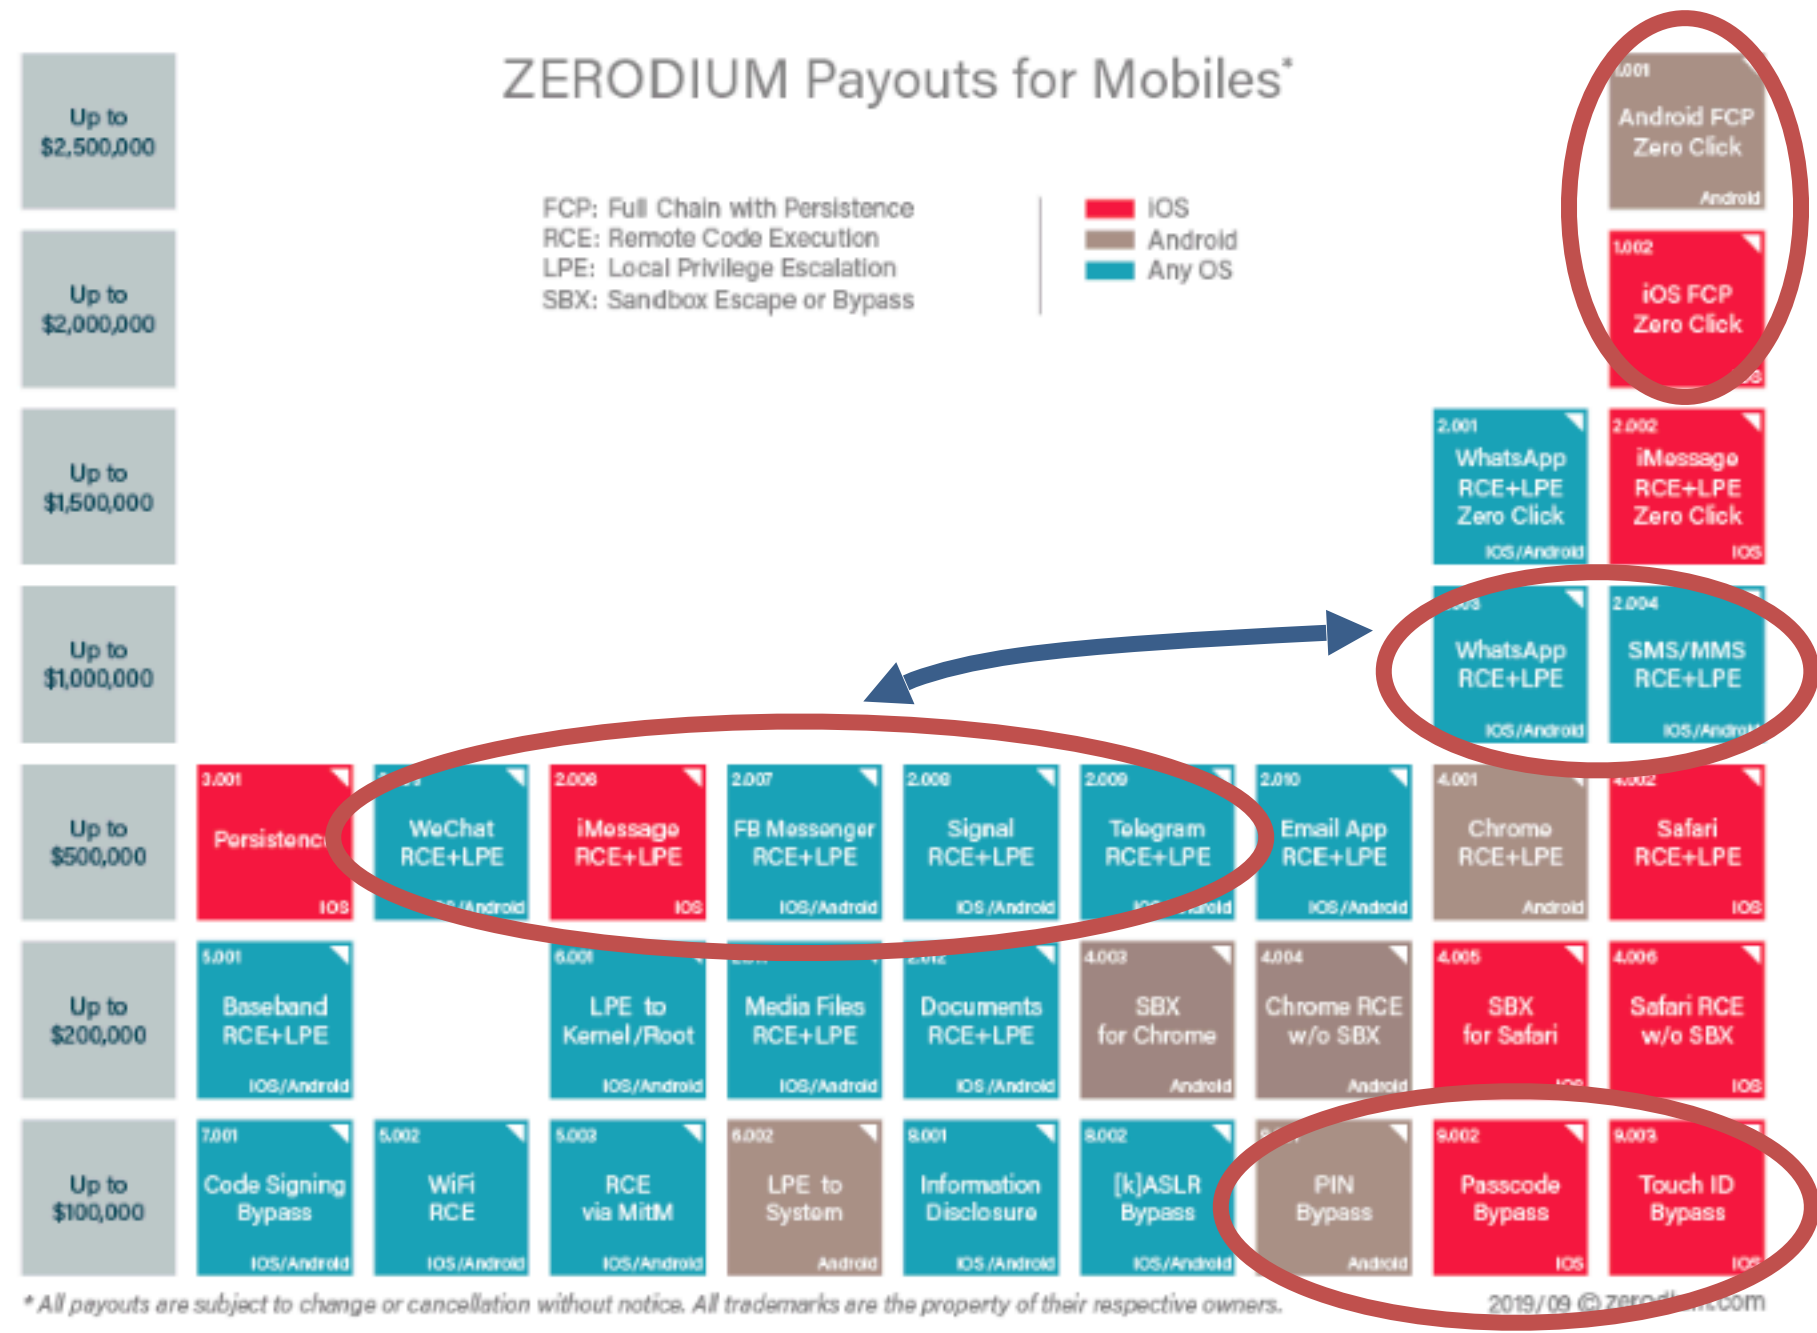 ZERODIUM Payouts for Mobiles*
FCP: Full Chain with Persistence
RCE: Remote Code Execution
LPE: Local Privilege Escalation
SBX: Sandbox Escape or Bypass
iOS
Android
Any OS
Up to
$2,500,000
Android FCP
Zero Click
Android
Up to
$2,000,000
1.002
iOS FCP
Zero Click
Up to
$1,500,000
2.001
WhatsApp
RCE+LPE
Zero Click
iOS/Android
2.002
iMessage
RCE+LPE
Zero Click
iOS
Up to
$1,000,000
WhatsApp
RCE+LPE
iOS/Android
2.004
SMS/MMS
RCE+LPE
iOS/Android
Up to
$500,000
3.001
Persistence
iOS
WeChat
RCE+LPE
iOS/Android
2.006
iMessage
RCE+LPE
iOS
2.007
FB Messenger
RCE+LPE
iOS/Android
2.008
Signal
RCE+LPE
iOS/Android
2.009
Telegram
RCE+LPE
iOS/Android
2.010
Email App
RCE+LPE
iOS/Android
4.001
Chrome
RCE+LPE
Android
4.002
Safari
RCE+LPE
iOS
Up to
$200,000
5.001
Baseband
RCE+LPE
iOS/Android
6.001
LPE to
Kernel/Root
iOS/Android
Media Files
RCE+LPE
iOS/Android
2.012
Documents
RCE+LPE
iOS/Android
4.003
SBX
for Chrome
Android
4.004
Chrome RCE
w/o SBX
Android
4.005
SBX
for Safari
iOS
4.006
Safari RCE
w/o SBX
iOS
Up to
$100,000
7.001
Code Signing
Bypass
iOS/Android
5.002
WiFi
RCE
iOS/Android
5.003
RCE
via MitM
iOS/Android
6.002
LPE to
System
Android
8.001
Information
Disclosure
iOS/Android
8.002
[k]ASLR
Bypass
iOS/Android
PIN
Bypass
Android
9.002
Passcode
Bypass
iOS
9.003
Touch ID
Bypass
iOS
* All payouts are subject to change or cancellation without notice. All trademarks are the property of their respective owners.
2019/09 © zerodium.com